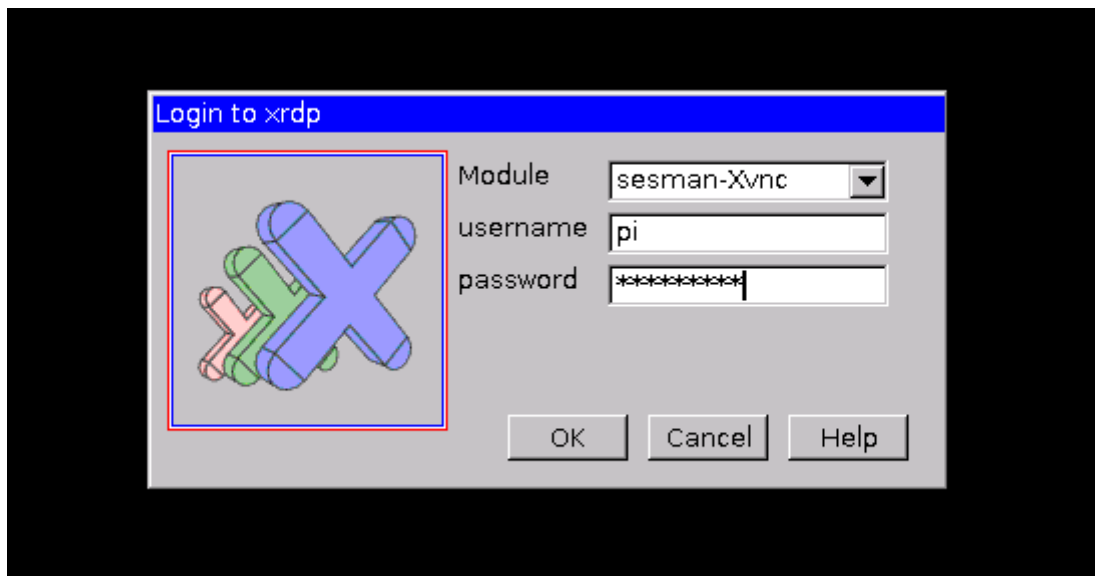 Login to xrdp
Module sesman-Xvnc
username pi
password *********
OK Cancel Help